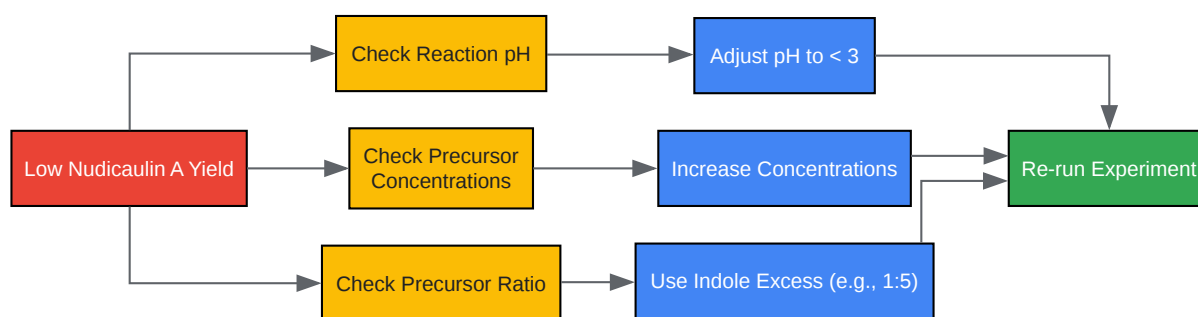 Check Reaction pH
Adjust pH to < 3
Low Nudicaulin A Yield
Check Precursor
Concentrations
Increase Concentrations
Re-run Experiment
Check Precursor Ratio
Use Indole Excess (e.g., 1:5)